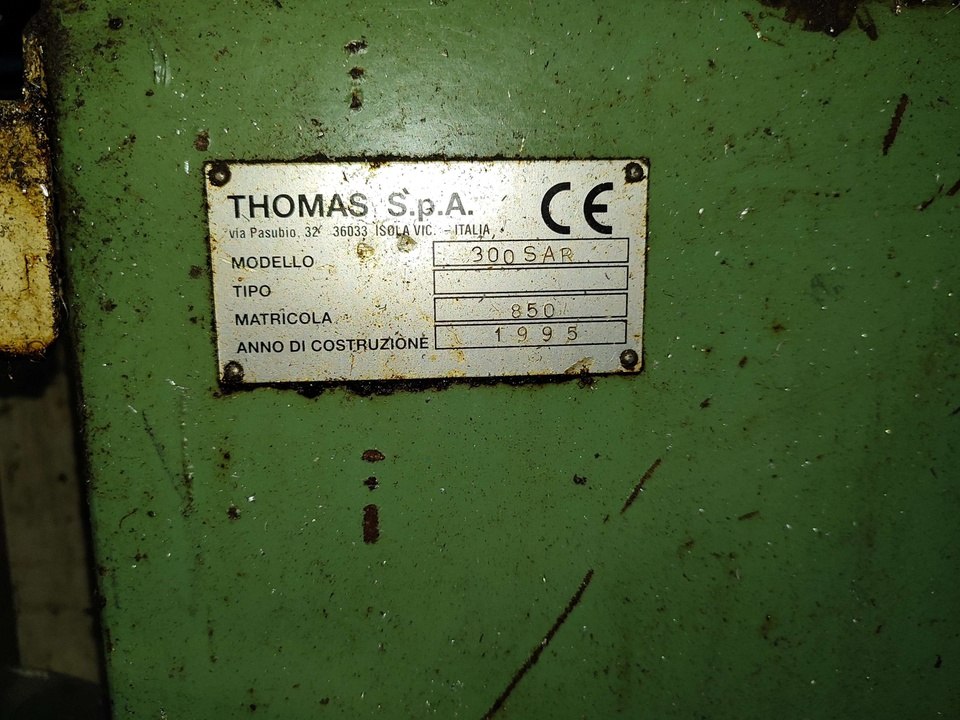 THOMAS S.p.A. CE
via Pasubio, 32 36033 ISOLA VIC. - ITALIA
MODELLO 300 SAR
TIPO
MATRICOLA 850
ANNO DI COSTRUZIONE 1995